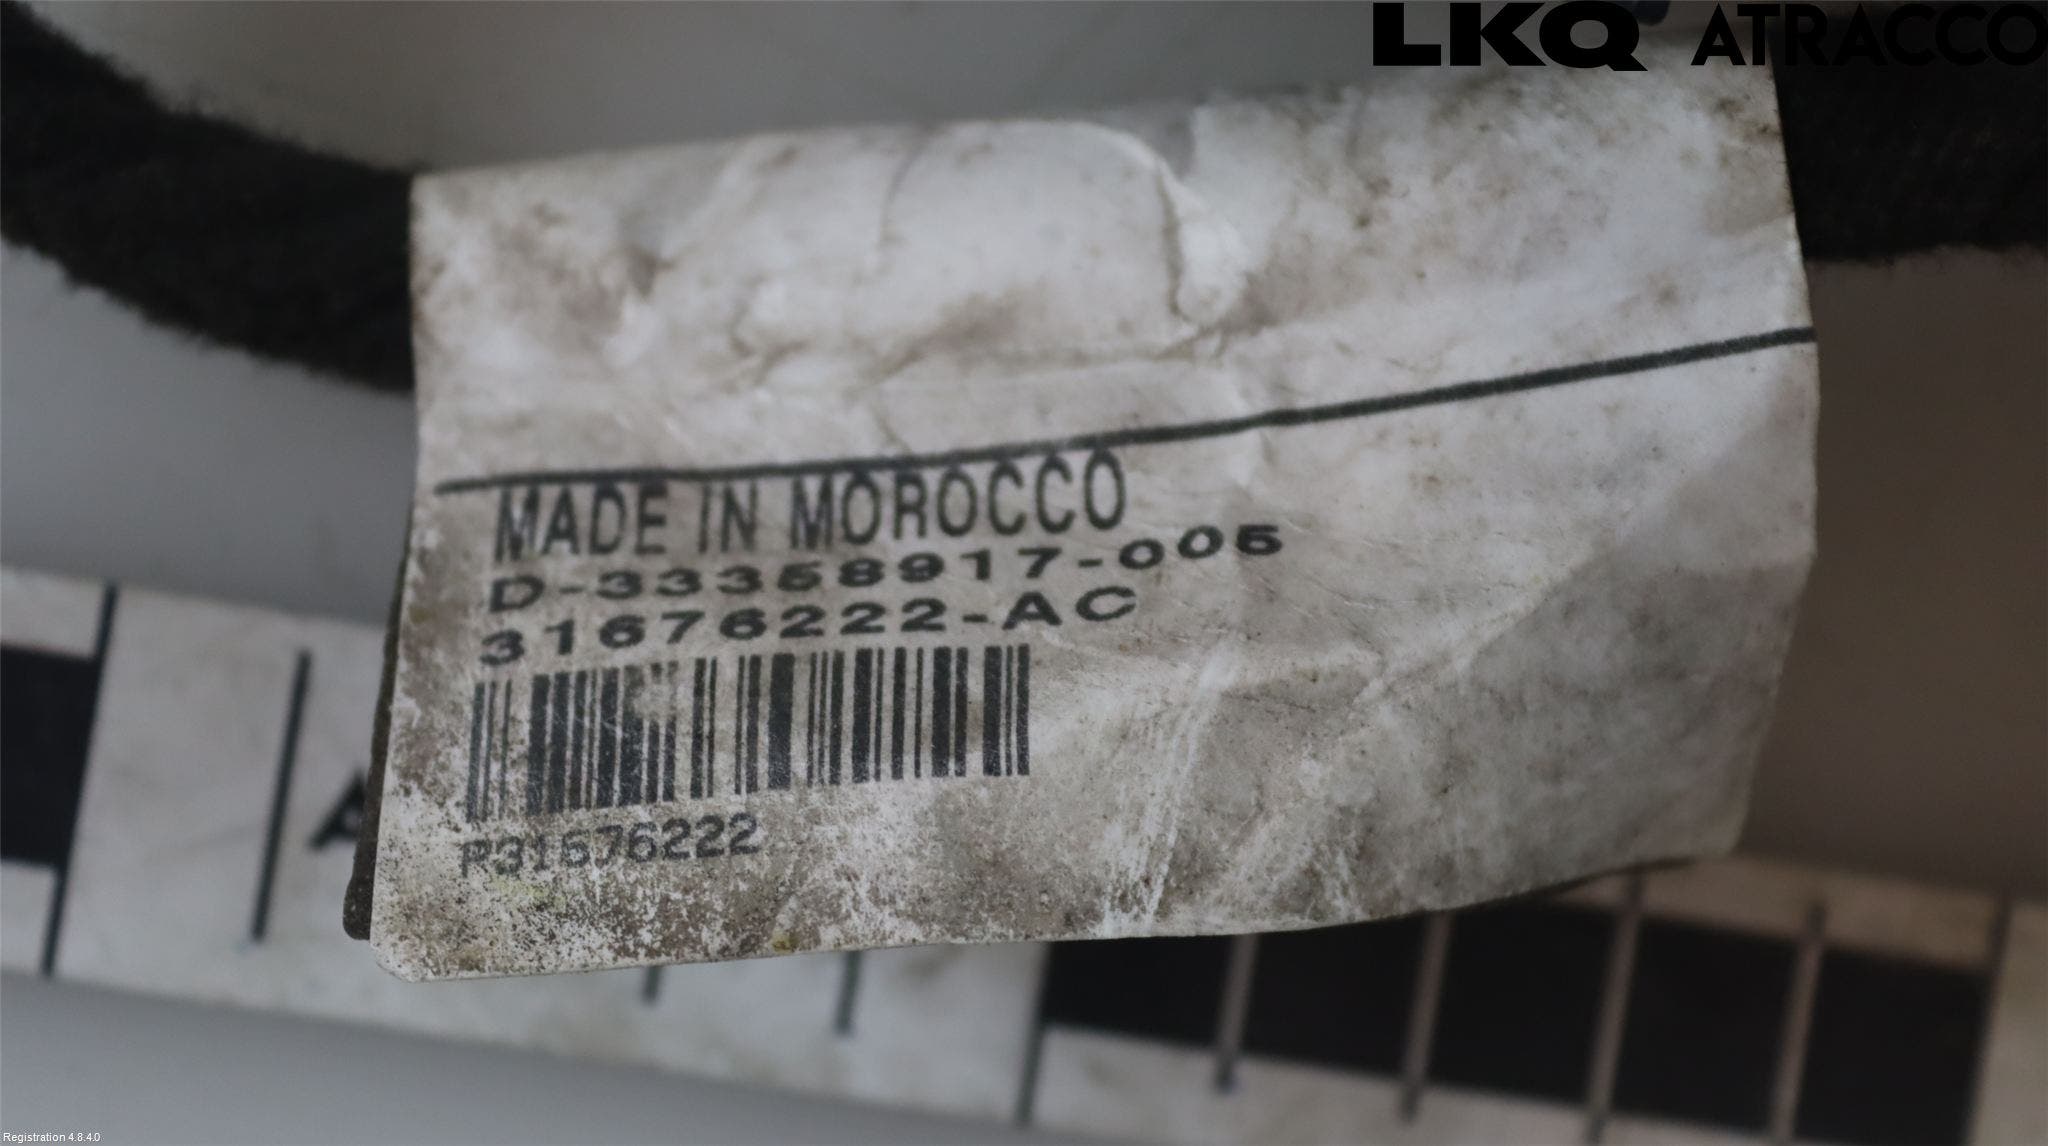 LKQ ATRACCO
MADE IN MOROCCO
D-33358917-005
31676222-AC
P31676222
Registration 4.8.4.0